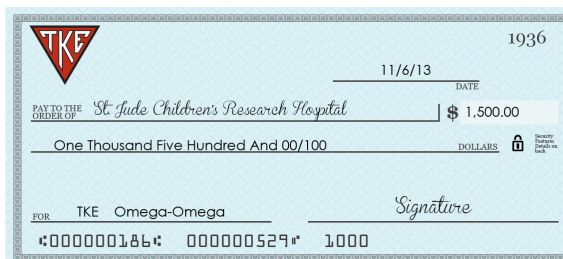 TKE
1936
11/6/13
DATE
PAY TO THE
ORDER OF St. Jude Children's Research Hospital $ 1,500.00
One Thousand Five Hundred And 00/100 DOLLARS
Security
Features
Details on
back
FOR TKE Omega-Omega Signature
⑆000000186⑆ 000000529⑈ 1000